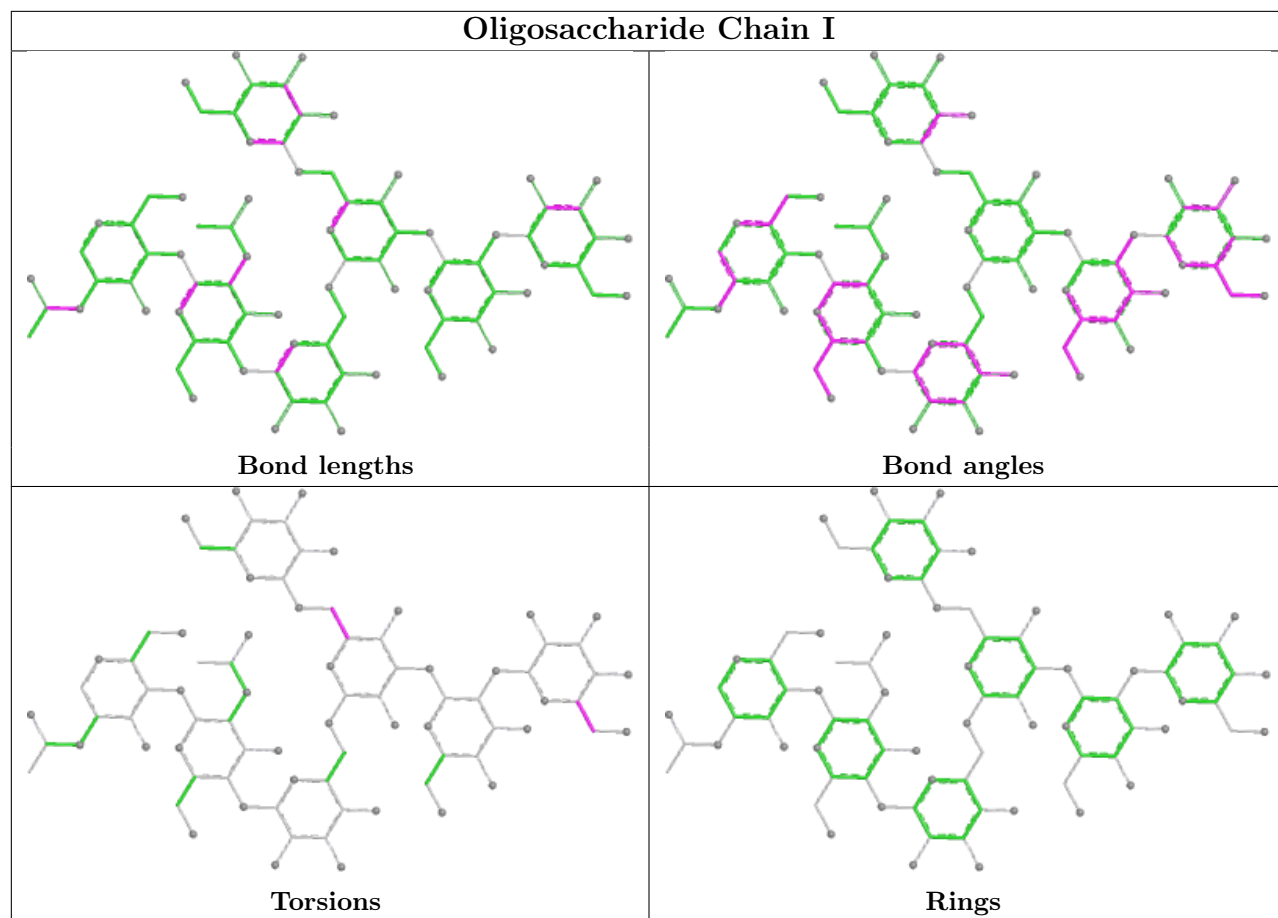 Oligosaccharide Chain I
Bond lengths
Bond angles
Torsions
Rings